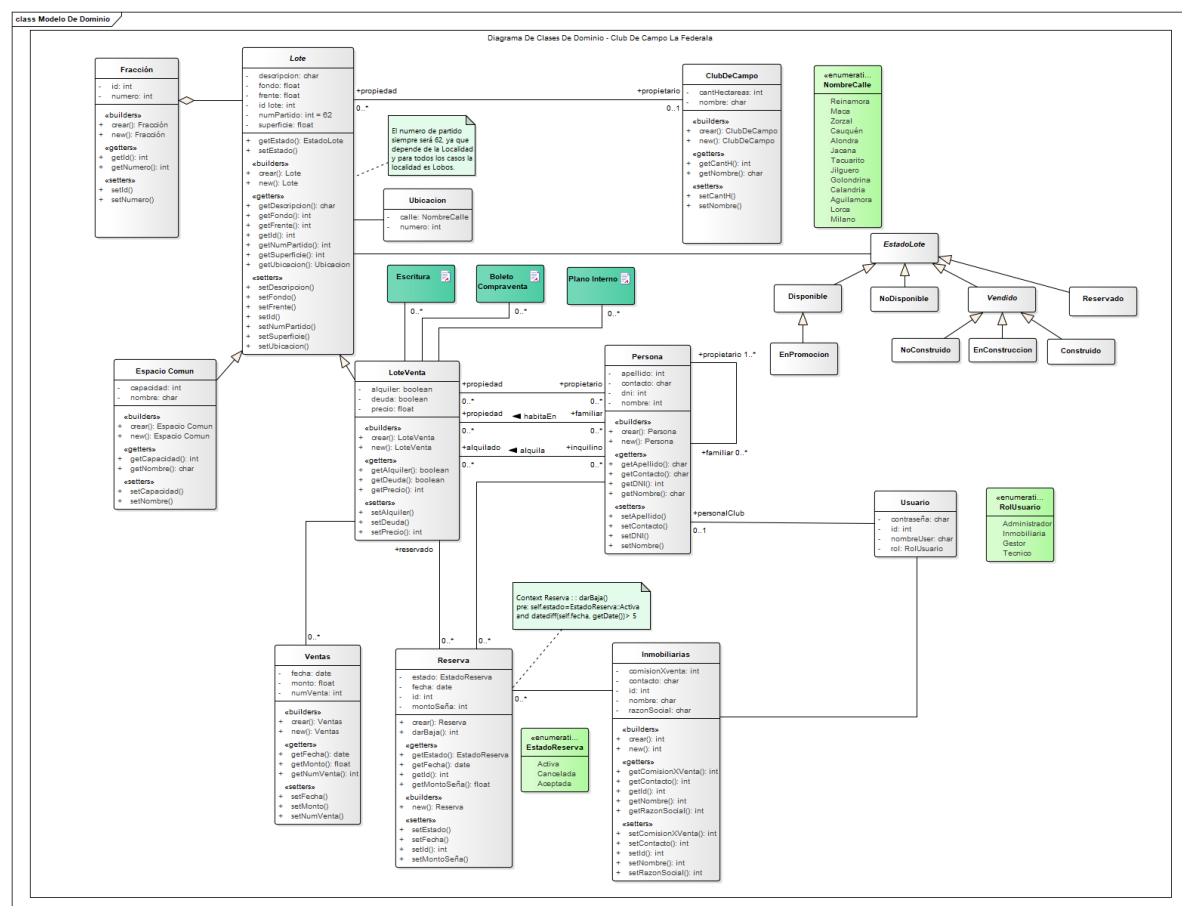 class Modelo De Dominio
Diagrama De Clases De Dominio - Club De Campo La Federala
Fracción
- id: int
- numero: int
«builders»
+ crear(): Fracción
+ new(): Fracción
«getters»
+ getId(): int
+ getNumero(): int
«setters»
+ setId()
+ setNumero()
Lote
- descripcion: char
- fondo: float
- frente: float
- id lote: int
- numPartido: int = 62
- superficie: float
+ getEstado(): EstadoLote
+ setEstado()
«builders»
+ crear(): Lote
+ new(): Lote
«getters»
+ getDescripcion(): char
+ getFondo(): int
+ getFrente(): int
+ getId(): int
+ getNumPartido(): int
+ getSuperficie(): int
+ getUbicacion(): Ubicacion
«setters»
+ setDescripcion()
+ setFondo()
+ setFrente()
+ setId()
+ setNumPartido()
+ setSuperficie()
+ setUbicacion()
+propiedad
0..*
+propietario
0..1
El numero de partido
siempre será 62, ya que
depende de la Localidad
y para todos los casos la
localidad es Lobos.
Ubicacion
- calle: NombreCalle
- numero: int
ClubDeCampo
- cantHectareas: int
- nombre: char
«builders»
+ crear(): ClubDeCampo
+ new(): ClubDeCampo
«getters»
+ getCantH(): int
+ getNombre(): char
«setters»
+ setCantH()
+ setNombre()
«enumerati...
NombreCalle
Reinamora
Maca
Zorzal
Cauquén
Alondra
Jacana
Tacuarito
Jilguero
Golondrina
Calandria
Aguilamora
Lorca
Milano
EstadoLote
Disponible
NoDisponible
Vendido
Reservado
EnPromocion
NoConstruido
EnConstruccion
Construido
Escritura
0..*
Boleto
Compraventa
0..*
Plano Interno
0..*
Espacio Comun
- capacidad: int
- nombre: char
«builders»
+ crear(): Espacio Comun
+ new(): Espacio Comun
«getters»
+ getCapacidad(): int
+ getNombre(): char
«setters»
+ setCapacidad()
+ setNombre()
LoteVenta
- alquiler: boolean
- deuda: boolean
- precio: float
«builders»
+ crear(): LoteVenta
+ new(): LoteVenta
«getters»
+ getAlquiler(): boolean
+ getDeuda(): boolean
+ getPrecio(): int
«setters»
+ setAlquiler()
+ setDeuda()
+ setPrecio(): int
+propiedad
+propietario
0..*
0..*
+propiedad
habitaEn
+familiar
0..*
0..*
+alquilado
alquila
+inquilino
0..*
0..*
Persona
- apellido: int
- contacto: char
- dni: int
- nombre: int
«builders»
+ crear(): Persona
+ new(): Persona
«getters»
+ getApellido(): char
+ getContacto(): char
+ getDNI(): int
+ getNombre(): char
«setters»
+ setApellido()
+ setContacto()
+ setDNI()
+ setNombre()
+propietario 1..*
+familiar 0..*
+personalClub
0..1
Usuario
- contraseña: char
- id: int
- nombreUser: char
- rol: RolUsuario
«enumerati...
RolUsuario
Administrador
Inmobiliaria
Gestor
Tecnico
+reservado
Context Reserva : : darBaja()
pre: self.estado=EstadoReserva::Activa
and datediff(self.fecha, getDate())> 5
0..*
0..*
0..*
Ventas
- fecha: date
- monto: float
- numVenta: int
«builders»
+ crear(): Ventas
+ new(): Ventas
«getters»
+ getFecha(): date
+ getMonto(): float
+ getNumVenta(): int
«setters»
+ setFecha()
+ setMonto()
+ setNumVenta()
Reserva
- estado: EstadoReserva
- fecha: date
- id: int
- montoSeña: int
+ crear(): Reserva
+ darBaja(): int
«getters»
+ getEstado(): EstadoReserva
+ getFecha(): date
+ getId(): int
+ getMontoSeña(): float
«builders»
+ new(): Reserva
«setters»
+ setEstado()
+ setFecha()
+ setId(): int
+ setMontoSeña()
0..*
«enumerati...
EstadoReserva
Activa
Cancelada
Aceptada
Inmobiliarias
- comisionXventa: int
- contacto: char
- id: int
- nombre: char
- razonSocial: char
«builders»
+ crear(): int
+ new(): int
«getters»
+ getComisionXVenta(): int
+ getContacto(): char
+ getId(): int
+ getNombre(): char
+ getRazonSocial(): char
«setters»
+ setComisionXVenta(): int
+ setContacto(): int
+ setId(): int
+ setNombre(): int
+ setRazonSocial(): int